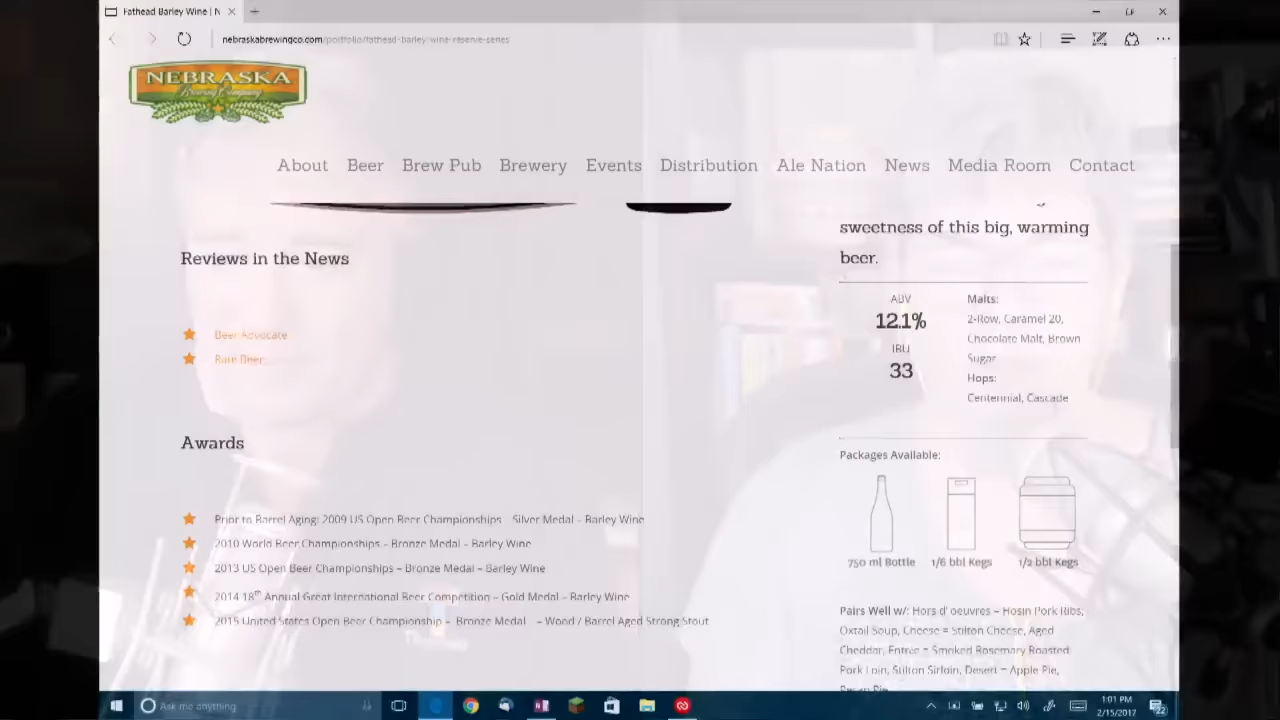 Fathead Barley Wine | N
nebraskabrewingco.com/portfolio/fathead-barley-wine-reserve-series
NEBRASKA
Brewing Company
About Beer Brew Pub Brewery Events Distribution Ale Nation News Media Room Contact
sweetness of this big, warming
beer.
Reviews in the News
Beer Advocate
Rate Beer
ABV
12.1%
IBU
33
Malts:
2-Row, Caramel 20,
Chocolate Malt, Brown
Sugar
Hops:
Centennial, Cascade
Awards
Prior to Barrel Aging: 2009 US Open Beer Championships – Silver Medal – Barley Wine
2010 World Beer Championships – Bronze Medal – Barley Wine
2013 US Open Beer Championships – Bronze Medal – Barley Wine
2014 18th Annual Great International Beer Competition – Gold Medal – Barley Wine
2015 United States Open Beer Championship – Bronze Medal – Wood / Barrel Aged Strong Stout
Packages Available:
750 ml Bottle 1/6 bbl Kegs 1/2 bbl Kegs
Pairs Well w/: Hors d' oeuvres – Hosin Pork Ribs,
Oxtail Soup, Cheese = Stilton Cheese, Aged
Cheddar, Entree = Smoked Rosemary Roasted
Pork Loin, Stilton Sirloin, Desert = Apple Pie,
Pecan Pie
Ask me anything
1:01 PM
2/15/2017
22